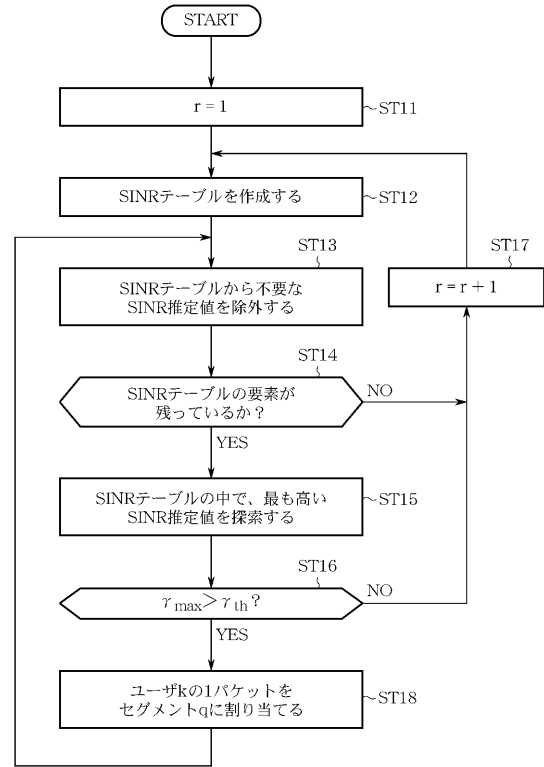 START
r = 1
ST11
SINRテーブルを作成する
ST12
ST13
SINRテーブルから不要な
SINR推定値を除外する
ST17
r = r + 1
ST14
SINRテーブルの要素が
残っているか？
NO
YES
SINRテーブルの中で、最も高い
SINR推定値を探索する
ST15
ST16
γmax＞γth？
NO
YES
ユーザkの1パケットを
セグメントqに割り当てる
ST18